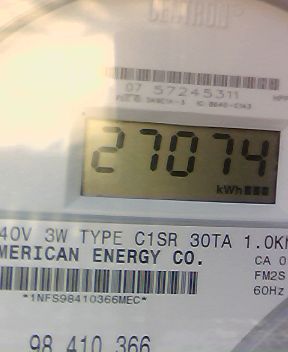 CENTRON®
07 57245311
27074
kWh
40V 3W TYPE C1SR 30TA 1.0K
MERICAN ENERGY CO.
CA 0
FM2S
60Hz
*1NFS98410366MEC*
98 410 366